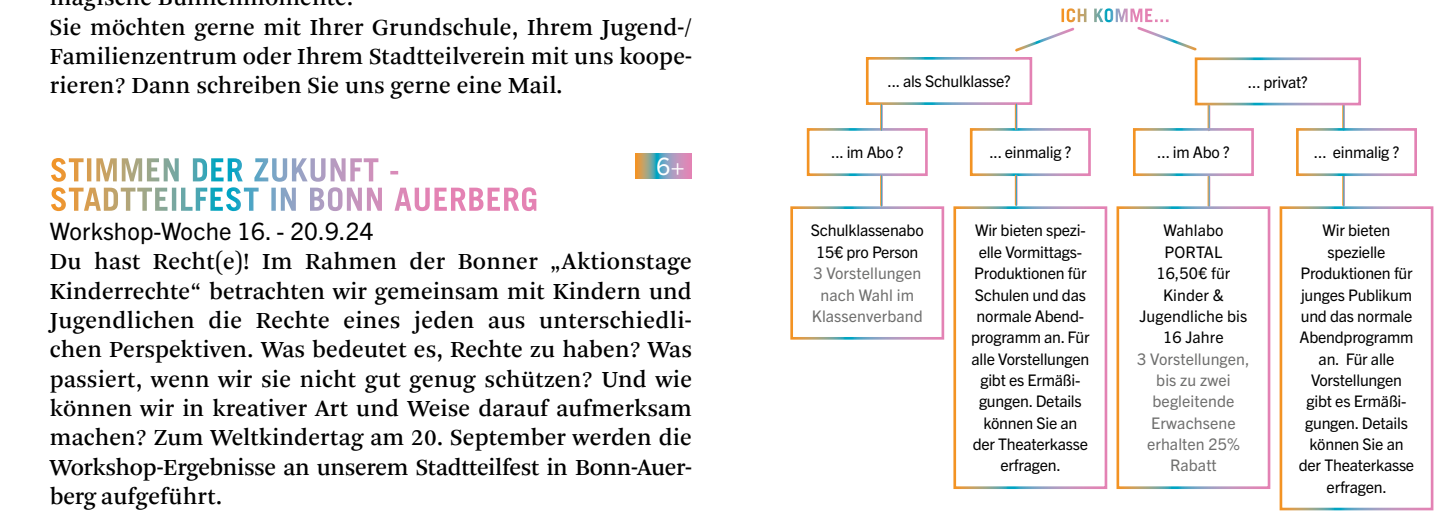 magische Bühnenmomente.
Sie möchten gerne mit Ihrer Grundschule, Ihrem Jugend-/
Familienzentrum oder Ihrem Stadtteilverein mit uns koope-
rieren? Dann schreiben Sie uns gerne eine Mail.
STIMMEN DER ZUKUNFT -
STADTTEILFEST IN BONN AUERBERG
6+
Workshop-Woche 16. - 20.9.24
Du hast Recht(e)! Im Rahmen der Bonner „Aktionstage
Kinderrechte“ betrachten wir gemeinsam mit Kindern und
Jugendlichen die Rechte eines jeden aus unterschiedli-
chen Perspektiven. Was bedeutet es, Rechte zu haben? Was
passiert, wenn wir sie nicht gut genug schützen? Und wie
können wir in kreativer Art und Weise darauf aufmerksam
machen? Zum Weltkindertag am 20. September werden die
Workshop-Ergebnisse an unserem Stadtteilfest in Bonn-Auer-
berg aufgeführt.
ICH KOMME...
... als Schulklasse?
... privat?
... im Abo ?
... einmalig ?
... im Abo ?
... einmalig ?
Schulklassenabo
15€ pro Person
3 Vorstellungen
nach Wahl im
Klassenverband
Wir bieten spezi-
elle Vormittags-
Produktionen für
Schulen und das
normale Abend-
programm an. Für
alle Vorstellungen
gibt es Ermäßi-
gungen. Details
können Sie an
der Theaterkasse
erfragen.
Wahlabo
PORTAL
16,50€ für
Kinder &
Jugendliche bis
16 Jahre
3 Vorstellungen,
bis zu zwei
begleitende
Erwachsene
erhalten 25%
Rabatt
Wir bieten
spezielle
Produktionen für
junges Publikum
und das normale
Abendprogramm
an. Für alle
Vorstellungen
gibt es Ermäßi-
gungen. Details
können Sie an
der Theaterkasse
erfragen.